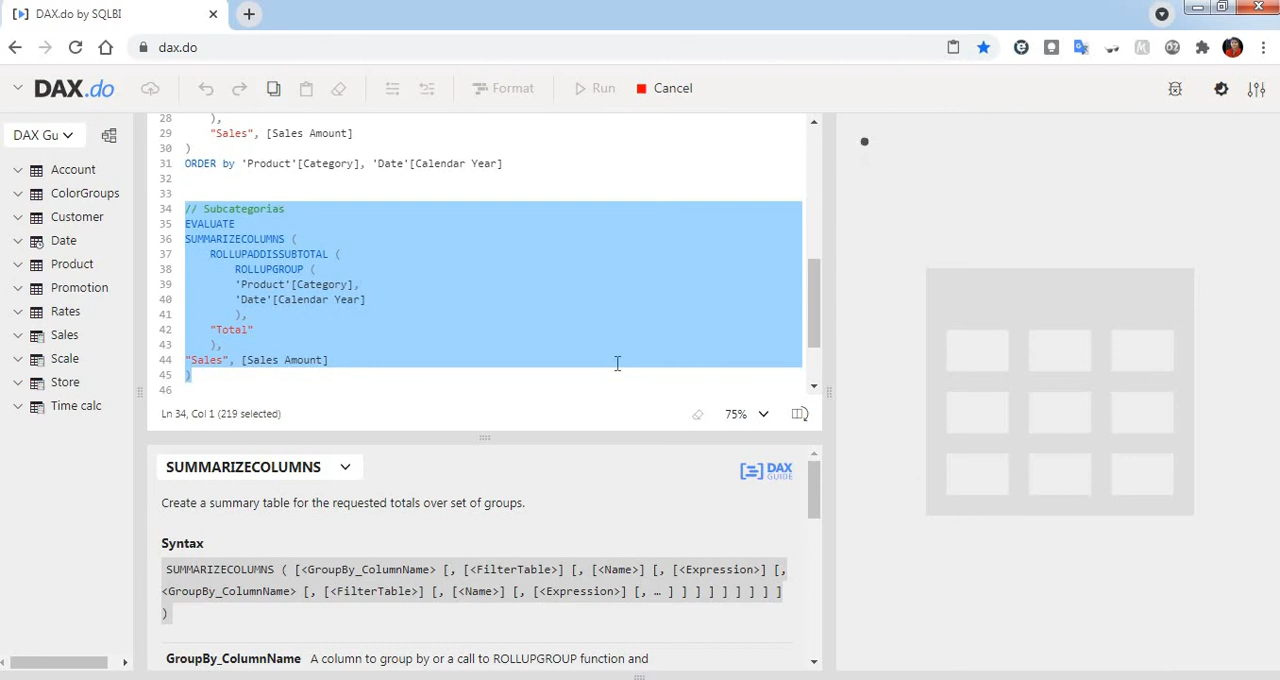 DAX.do by SQLBI
dax.do
DAX.do
Format
Run
Cancel
DAX Gu
Account
ColorGroups
Customer
Date
Product
Promotion
Rates
Sales
Scale
Store
Time calc
28 ),
29 "Sales", [Sales Amount]
30 )
31 ORDER by 'Product'[Category], 'Date'[Calendar Year]
32
33
34 // Subcategorias
35 EVALUATE
36 SUMMARIZECOLUMNS (
37 ROLLUPADDISSUBTOTAL (
38 ROLLUPGROUP (
39 'Product'[Category],
40 'Date'[Calendar Year]
41 ),
42 "Total"
43 ),
44 "Sales", [Sales Amount]
45 )
46
Ln 34, Col 1 (219 selected)
75%
SUMMARIZECOLUMNS
DAX GUIDE
Create a summary table for the requested totals over set of groups.
Syntax
SUMMARIZECOLUMNS ( [<GroupBy_ColumnName> [, [<FilterTable>] [, [<Name>] [, [<Expression>] [,
<GroupBy_ColumnName> [, [<FilterTable>] [, [<Name>] [, [<Expression>] [, … ] ] ] ] ] ] ] ] ]
)
GroupBy_ColumnName A column to group by or a call to ROLLUPGROUP function and